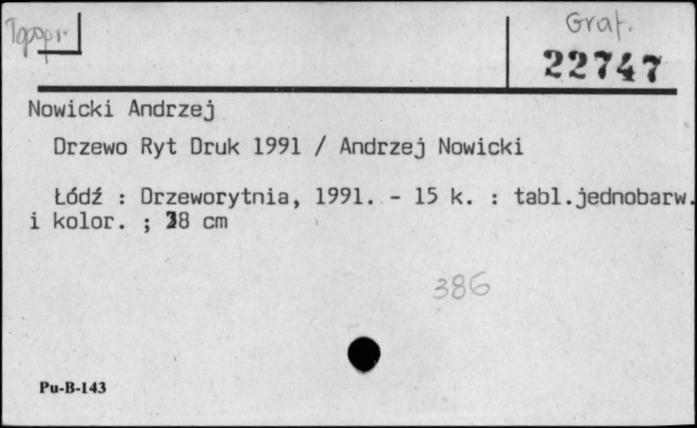 Topogr.
Graf.
22747
Nowicki Andrzej
Drzewo Ryt Druk 1991 / Andrzej Nowicki
Łódź : Drzeworytnia, 1991. - 15 k. : tabl.jednobarw.
i kolor. ; 38 cm
386
Pu-B-143